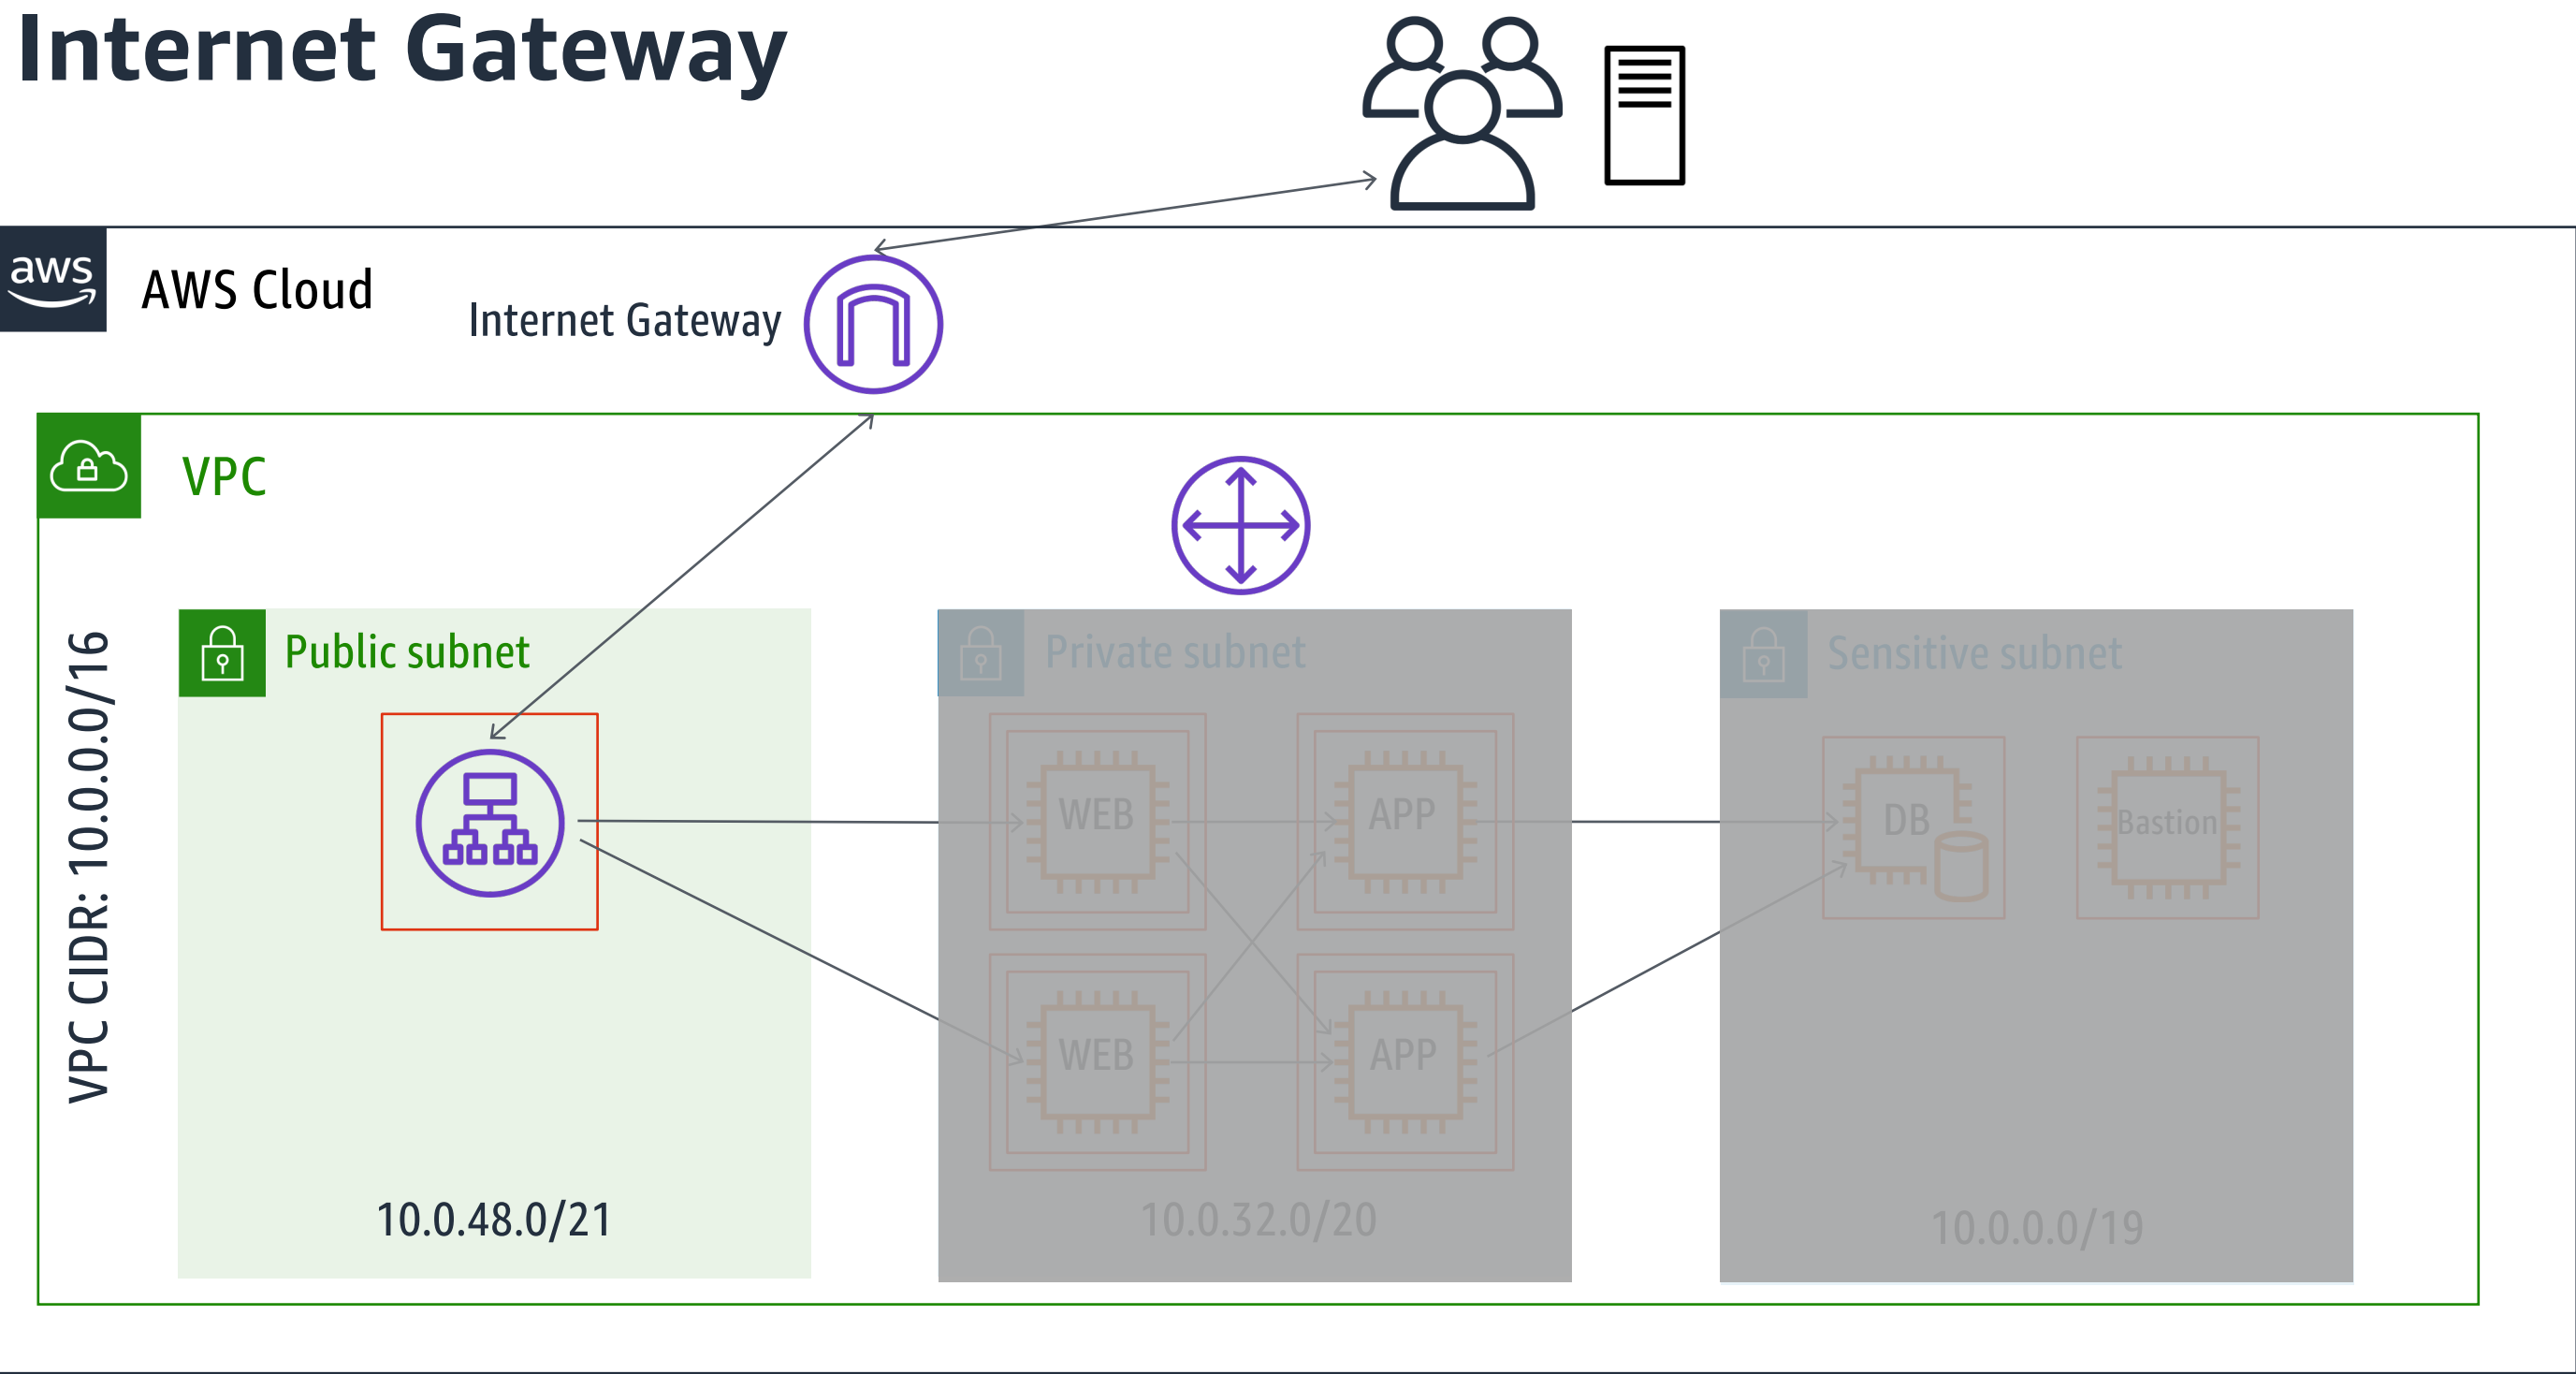 Internet Gateway
aws
AWS Cloud
Internet Gateway
VPC
VPC CIDR: 10.0.0.0/16
Public subnet
10.0.48.0/21
Private subnet
WEB
APP
WEB
APP
10.0.32.0/20
Sensitive subnet
DB
Bastion
10.0.0.0/19